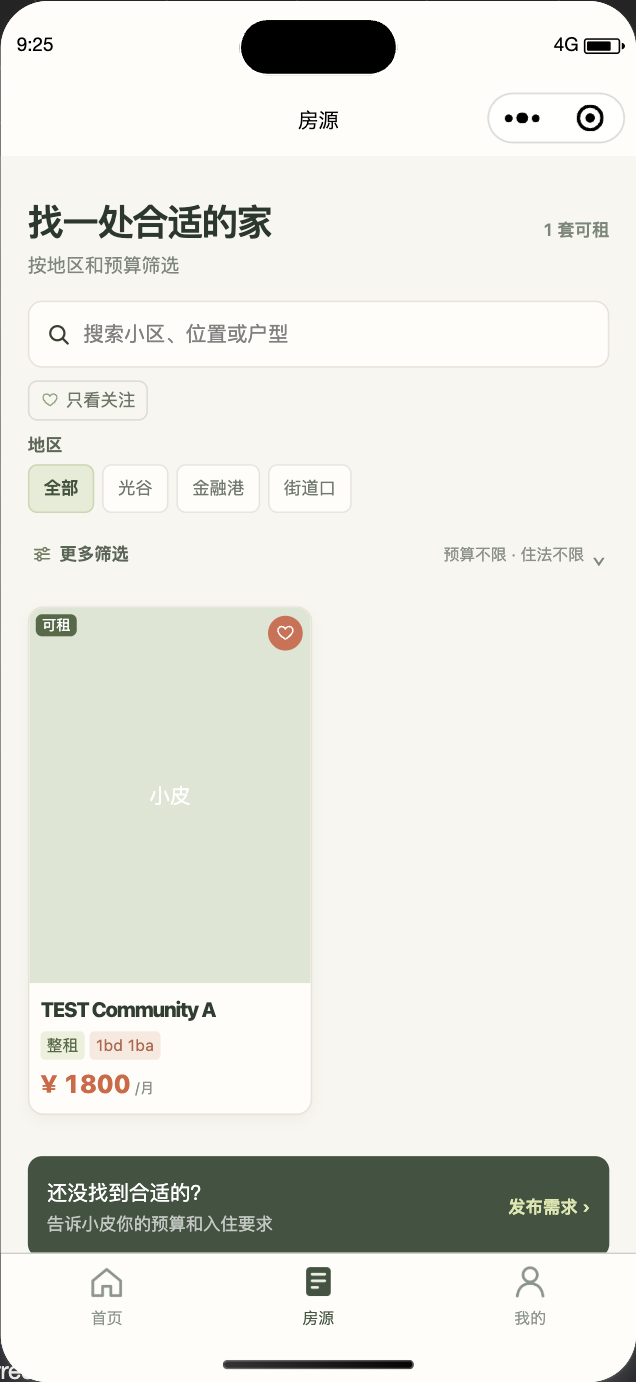 9:25
4G
房源
找一处合适的家
1 套可租
按地区和预算筛选
搜索小区、位置或户型
只看关注
地区
全部
光谷
金融港
街道口
更多筛选
预算不限 · 住法不限
可租
小皮
TEST Community A
整租
1bd 1ba
¥ 1800 /月
还没找到合适的?
告诉小皮你的预算和入住要求
发布需求 ›
首页
房源
我的